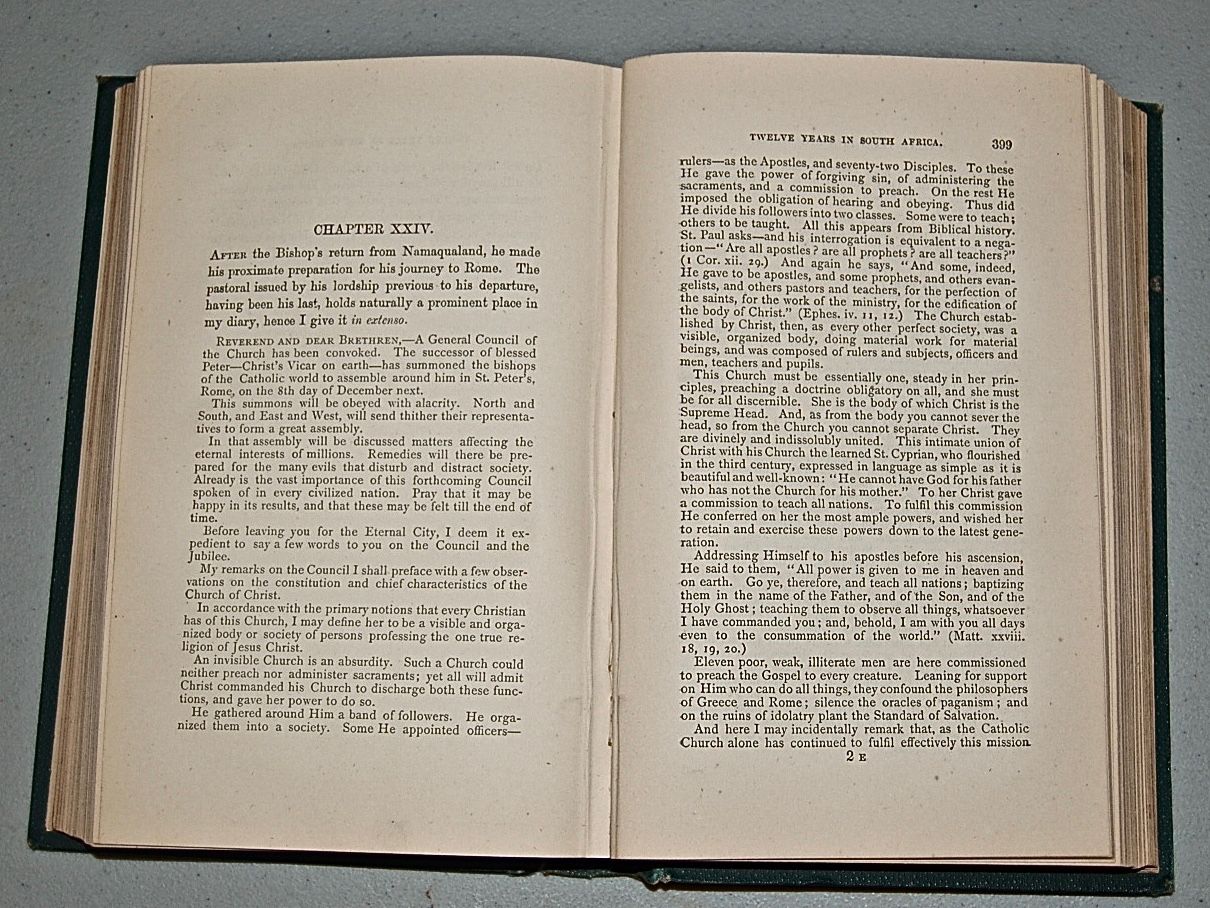 CHAPTER XXIV.
AFTER the Bishop's return from Namaqualand, he made
his proximate preparation for his journey to Rome. The
pastoral issued by his lordship previous to his departure,
having been his last, holds naturally a prominent place in
my diary, hence I give it in extenso.
REVEREND AND DEAR BRETHREN,—A General Council of
the Church has been convoked. The successor of blessed
Peter—Christ's Vicar on earth—has summoned the bishops
of the Catholic world to assemble around him in St. Peter's,
Rome, on the 8th day of December next.
This summons will be obeyed with alacrity. North and
South, and East and West, will send thither their representa-
tives to form a great assembly.
In that assembly will be discussed matters affecting the
eternal interests of millions. Remedies will there be pre-
pared for the many evils that disturb and distract society.
Already is the vast importance of this forthcoming Council
spoken of in every civilized nation. Pray that it may be
happy in its results, and that these may be felt till the end of
time.
Before leaving you for the Eternal City, I deem it ex-
pedient to say a few words to you on the Council and the
Jubilee.
My remarks on the Council I shall preface with a few obser-
vations on the constitution and chief characteristics of the
Church of Christ.
In accordance with the primary notions that every Christian
has of this Church, I may define her to be a visible and orga-
nized body or society of persons professing the one true re-
ligion of Jesus Christ.
An invisible Church is an absurdity. Such a Church could
neither preach nor administer sacraments; yet all will admit
Christ commanded his Church to discharge both these func-
tions, and gave her power to do so.
He gathered around Him a band of followers. He orga-
nized them into a society. Some He appointed officers—
TWELVE YEARS IN SOUTH AFRICA. 399
rulers—as the Apostles, and seventy-two Disciples. To these
He gave the power of forgiving sin, of administering the
sacraments, and a commission to preach. On the rest He
imposed the obligation of hearing and obeying. Thus did
He divide his followers into two classes. Some were to teach;
others to be taught. All this appears from Biblical history.
St. Paul asks—and his interrogation is equivalent to a nega-
tion—"Are all apostles? are all prophets? are all teachers?"
(1 Cor. xii. 29.) And again he says, "And some, indeed,
He gave to be apostles, and some prophets, and others evan-
gelists, and others pastors and teachers, for the perfection of
the saints, for the work of the ministry, for the edification of
the body of Christ." (Ephes. iv. 11, 12.) The Church estab-
lished by Christ, then, as every other perfect society, was a
visible, organized body, doing material work for material
beings, and was composed of rulers and subjects, officers and
men, teachers and pupils.
This Church must be essentially one, steady in her prin-
ciples, preaching a doctrine obligatory on all, and she must
be for all discernible. She is the body of which Christ is the
Supreme Head. And, as from the body you cannot sever the
head, so from the Church you cannot separate Christ. They
are divinely and indissolubly united. This intimate union of
Christ with his Church the learned St. Cyprian, who flourished
in the third century, expressed in language as simple as it is
beautiful and well-known: "He cannot have God for his father
who has not the Church for his mother." To her Christ gave
a commission to teach all nations. To fulfil this commission
He conferred on her the most ample powers, and wished her
to retain and exercise these powers down to the latest gene-
ration.
Addressing Himself to his apostles before his ascension,
He said to them, "All power is given to me in heaven and
on earth. Go ye, therefore, and teach all nations; baptizing
them in the name of the Father, and of the Son, and of the
Holy Ghost; teaching them to observe all things, whatsoever
I have commanded you; and, behold, I am with you all days
even to the consummation of the world." (Matt. xxviii.
18, 19, 20.)
Eleven poor, weak, illiterate men are here commissioned
to preach the Gospel to every creature. Leaning for support
on Him who can do all things, they confound the philosophers
of Greece and Rome; silence the oracles of paganism; and
on the ruins of idolatry plant the Standard of Salvation.
And here I may incidentally remark that, as the Catholic
Church alone has continued to fulfil effectively this mission
2 E